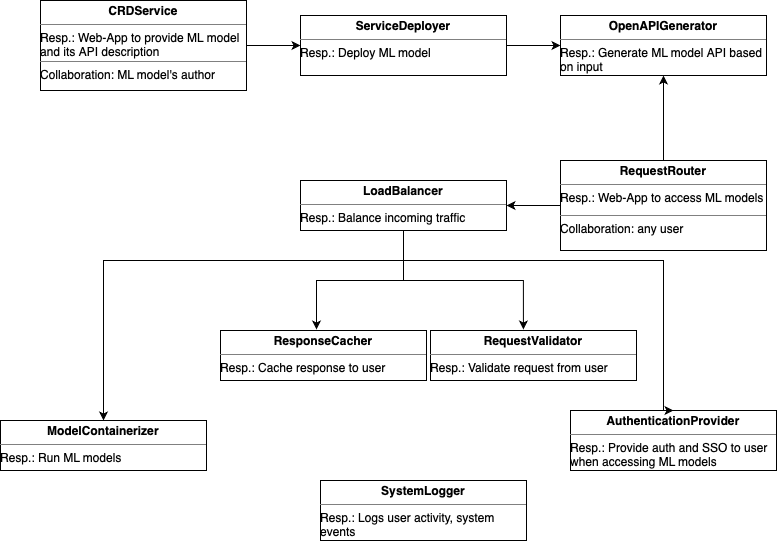 CRDService
Resp.: Web-App to provide ML model
and its API description
Collaboration: ML model's author
ServiceDeployer
Resp.: Deploy ML model
OpenAPIGenerator
Resp.: Generate ML model API based
on input
RequestRouter
Resp.: Web-App to access ML models
Collaboration: any user
LoadBalancer
Resp.: Balance incoming traffic
ResponseCacher
Resp.: Cache response to user
RequestValidator
Resp.: Validate request from user
ModelContainerizer
Resp.: Run ML models
AuthenticationProvider
Resp.: Provide auth and SSO to user
when accessing ML models
SystemLogger
Resp.: Logs user activity, system
events